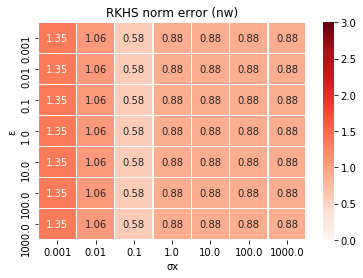 RKHS norm error (nw)
0.001 1.35 1.06 0.58 0.88 0.88 0.88 0.88
0.01 1.35 1.06 0.58 0.88 0.88 0.88 0.88
0.1 1.35 1.06 0.58 0.88 0.88 0.88 0.88
1.0 1.35 1.06 0.58 0.88 0.88 0.88 0.88
10.0 1.35 1.06 0.58 0.88 0.88 0.88 0.88
100.0 1.35 1.06 0.58 0.88 0.88 0.88 0.88
1000.0 1.35 1.06 0.58 0.88 0.88 0.88 0.88
0.001 0.01 0.1 1.0 10.0 100.0 1000.0
σx
ε
3.0
2.5
2.0
1.5
1.0
0.5
0.0